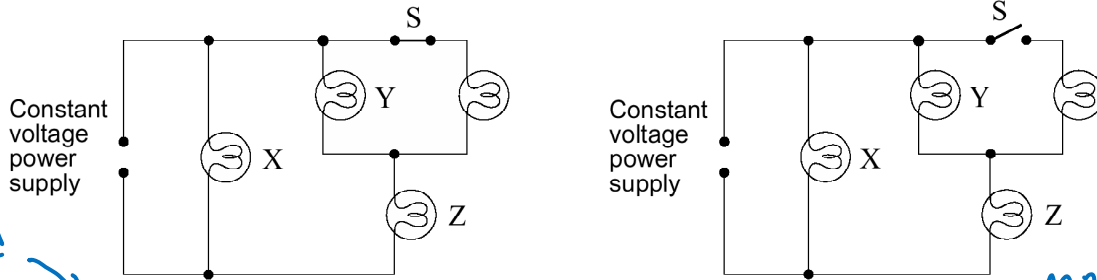 S
Y
Constant
voltage
power
supply
X
Z
S
Y
Constant
voltage
power
supply
X
Z